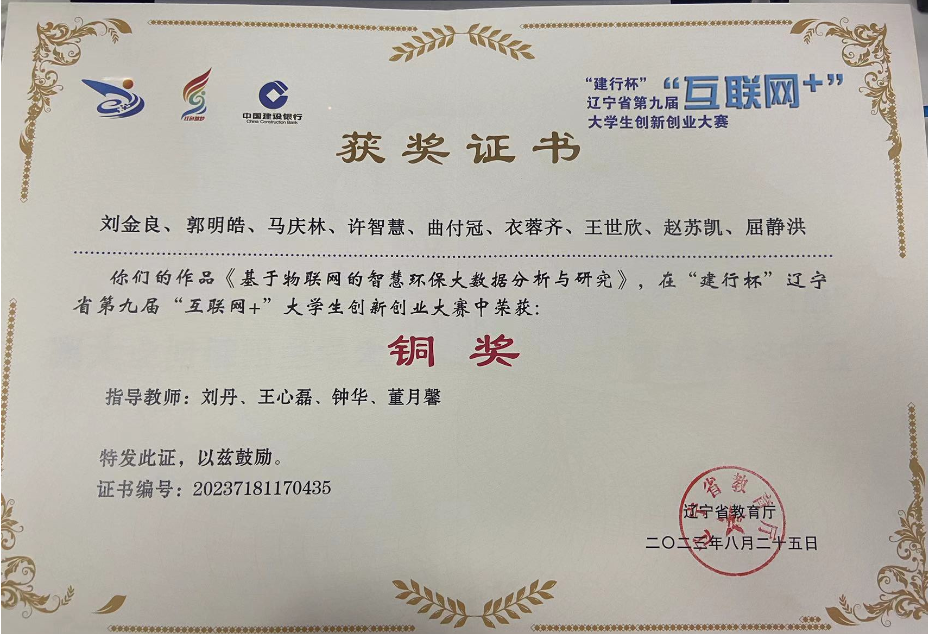 中国建设银行
China Construction Bank
“建行杯”
辽宁省第九届
“互联网+”
大学生创新创业大赛
获奖证书
刘金良、郭明皓、马庆林、许智慧、曲付冠、衣蓉齐、王世欣、赵苏凯、屈静洪
你们的作品《基于物联网的智慧环保大数据分析与研究》，在“建行杯”辽宁
省第九届“互联网+”大学生创新创业大赛中荣获：
铜奖
指导教师：刘丹、王心磊、钟华、董月馨
特发此证，以兹鼓励。
证书编号：20237181170435
辽宁省教育厅
二〇二三年八月二十五日